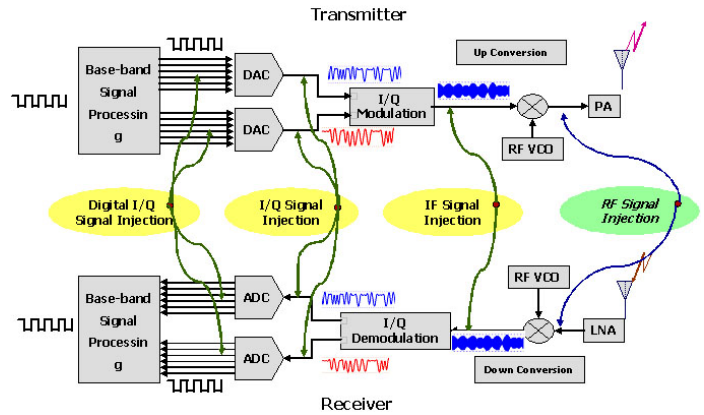 Transmitter
Base-band
Signal
Processin
g
DAC
DAC
I/Q
Modulation
Up Conversion
RF VCO
PA
Digital I/Q
Signal Injection
I/Q Signal
Injection
IF Signal
Injection
RF Signal
Injection
Base-band
Signal
Processin
g
ADC
ADC
I/Q
Demodulation
RF VCO
LNA
Down Conversion
Receiver